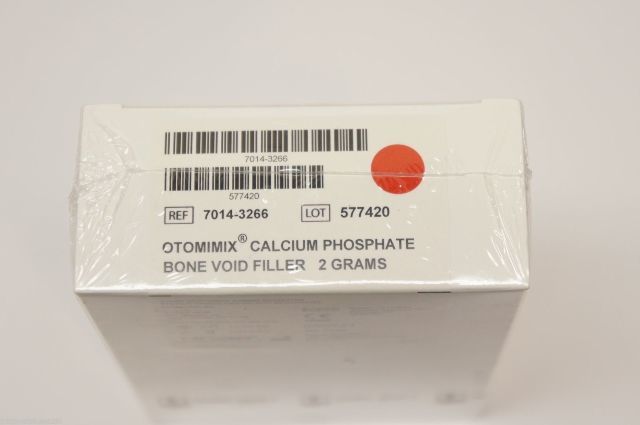 7014-3266
577420
REF 7014-3266 LOT 577420
OTOMIMIX® CALCIUM PHOSPHATE
BONE VOID FILLER 2 GRAMS